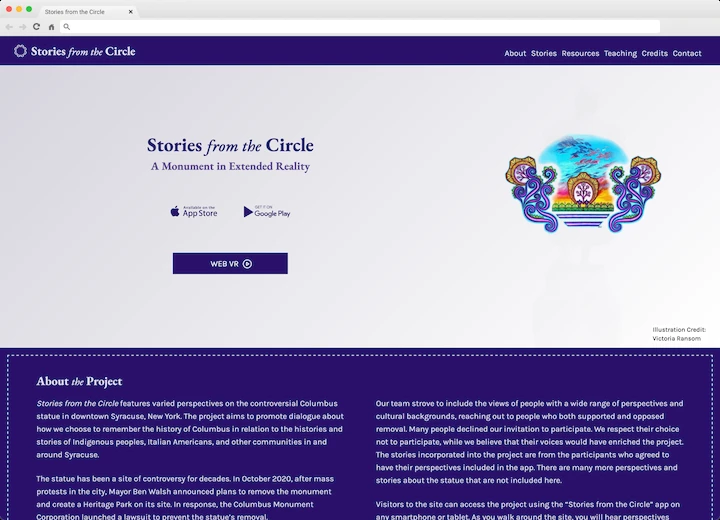 Stories from the Circle
Stories from the Circle
About Stories Resources Teaching Credits Contact
Stories from the Circle
A Monument in Extended Reality
Available on the
App Store
GET IT ON
Google Play
WEB VR
Illustration Credit:
Victoria Ransom
About the Project
Stories from the Circle features varied perspectives on the controversial Columbus
statue in downtown Syracuse, New York. The project aims to promote dialogue about
how we choose to remember the history of Columbus in relation to the histories and
stories of Indigenous peoples, Italian Americans, and other communities in and
around Syracuse.
The statue has been a site of controversy for decades. In October 2020, after mass
protests in the city, Mayor Ben Walsh announced plans to remove the monument
and create a Heritage Park on its site. In response, the Columbus Monument
Corporation launched a lawsuit to prevent the statue's removal.
Our team strove to include the views of people with a wide range of perspectives and
cultural backgrounds, reaching out to people who both supported and opposed
removal. Many people declined our invitation to participate. We respect their choice
not to participate, while we believe that their voices would have enriched the project.
The stories incorporated into the project are from the participants who agreed to
have their perspectives included in the app. There are many more perspectives and
stories about the statue that are not included here.
Visitors to the site can access the project using the "Stories from the Circle" app on
any smartphone or tablet. As you walk around the site, you will hear perspectives